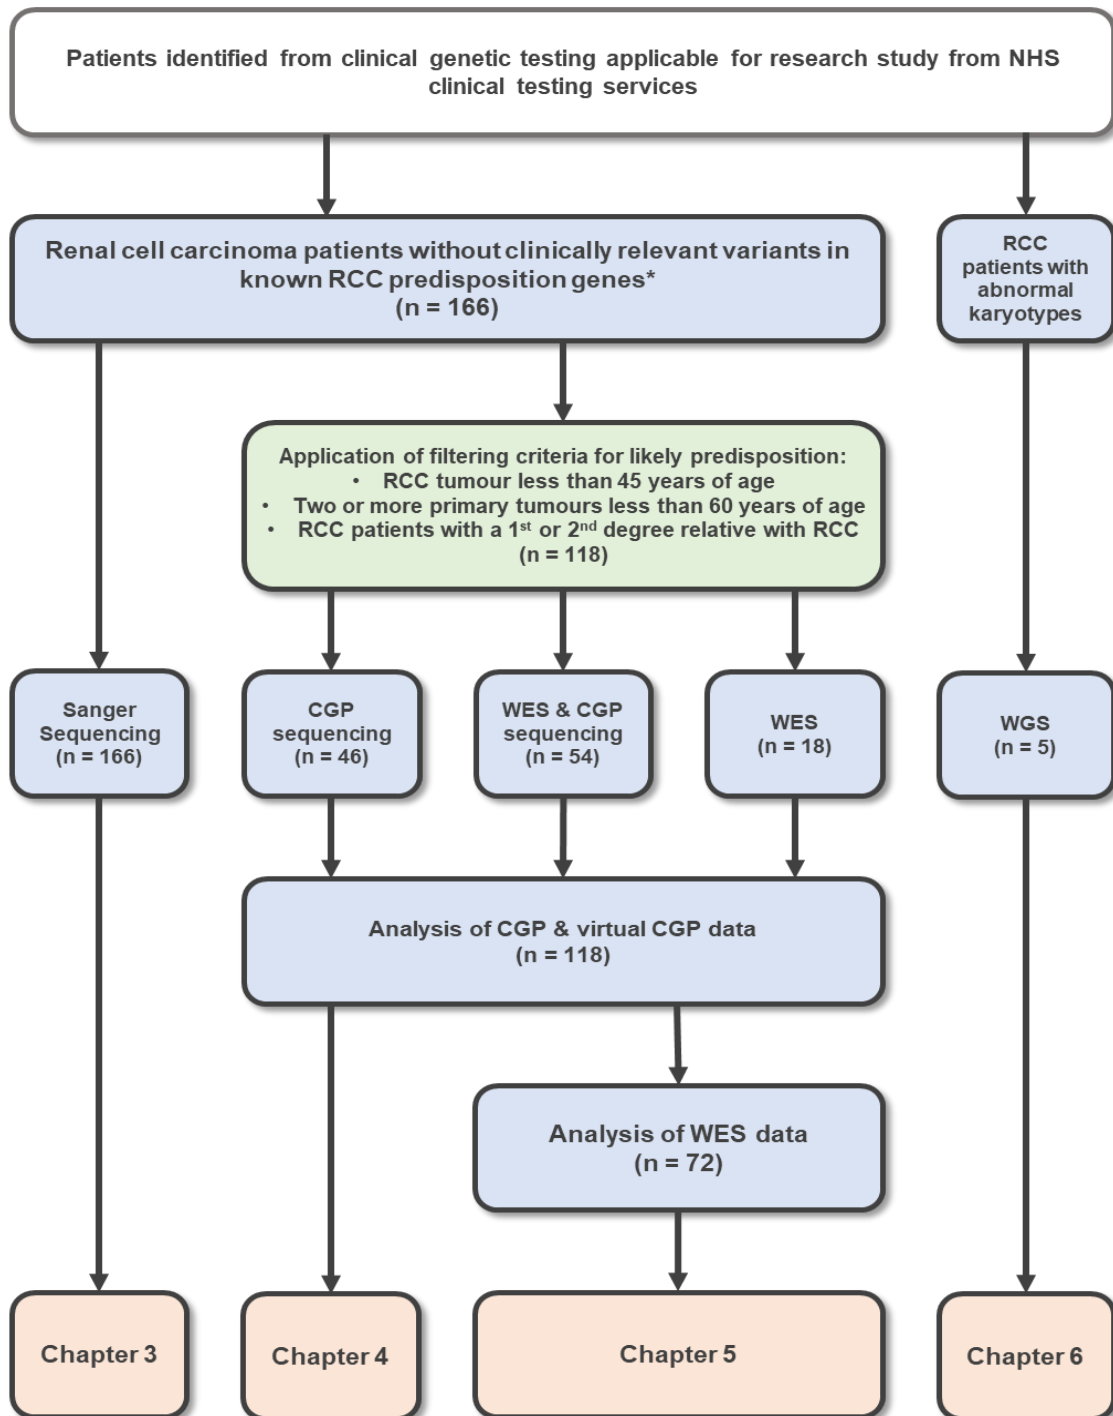 Patients identified from clinical genetic testing applicable for research study from NHS
clinical testing services
Renal cell carcinoma patients without clinically relevant variants in
known RCC predisposition genes*
(n = 166)
RCC
patients with
abnormal
karyotypes
Application of filtering criteria for likely predisposition:
• RCC tumour less than 45 years of age
• Two or more primary tumours less than 60 years of age
• RCC patients with a 1st or 2nd degree relative with RCC
(n = 118)
Sanger
Sequencing
(n = 166)
CGP
sequencing
(n = 46)
WES & CGP
sequencing
(n = 54)
WES
(n = 18)
WGS
(n = 5)
Analysis of CGP & virtual CGP data
(n = 118)
Analysis of WES data
(n = 72)
Chapter 3
Chapter 4
Chapter 5
Chapter 6